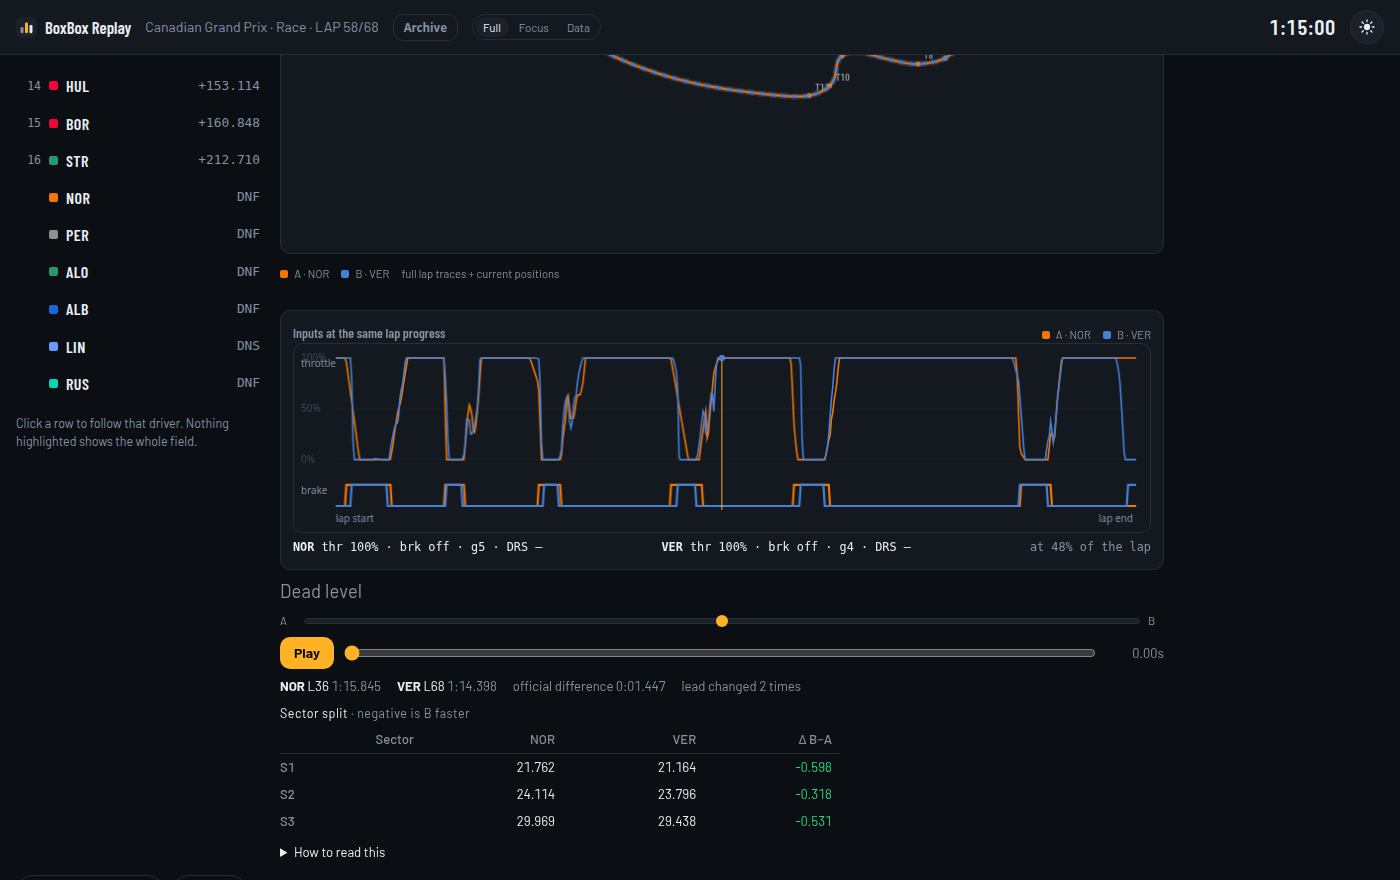 BoxBox Replay Canadian Grand Prix · Race · LAP 58/68 Archive Full Focus Data 1:15:00
14 HUL +153.114
15 BOR +160.848
16 STR +212.710
NOR DNF
PER DNF
ALO DNF
ALB DNF
LIN DNS
RUS DNF
Click a row to follow that driver. Nothing
highlighted shows the whole field.
T10
A · NOR B · VER full lap traces + current positions
Inputs at the same lap progress A · NOR B · VER
100%
throttle
50%
0%
brake
lap start lap end
NOR thr 100% · brk off · g5 · DRS — VER thr 100% · brk off · g4 · DRS — at 48% of the lap
Dead level
A B
Play 0.00s
NOR L36 1:15.845 VER L68 1:14.398 official difference 0:01.447 lead changed 2 times
Sector split · negative is B faster
Sector NOR VER Δ B−A
S1 21.762 21.164 -0.598
S2 24.114 23.796 -0.318
S3 29.969 29.438 -0.531
How to read this